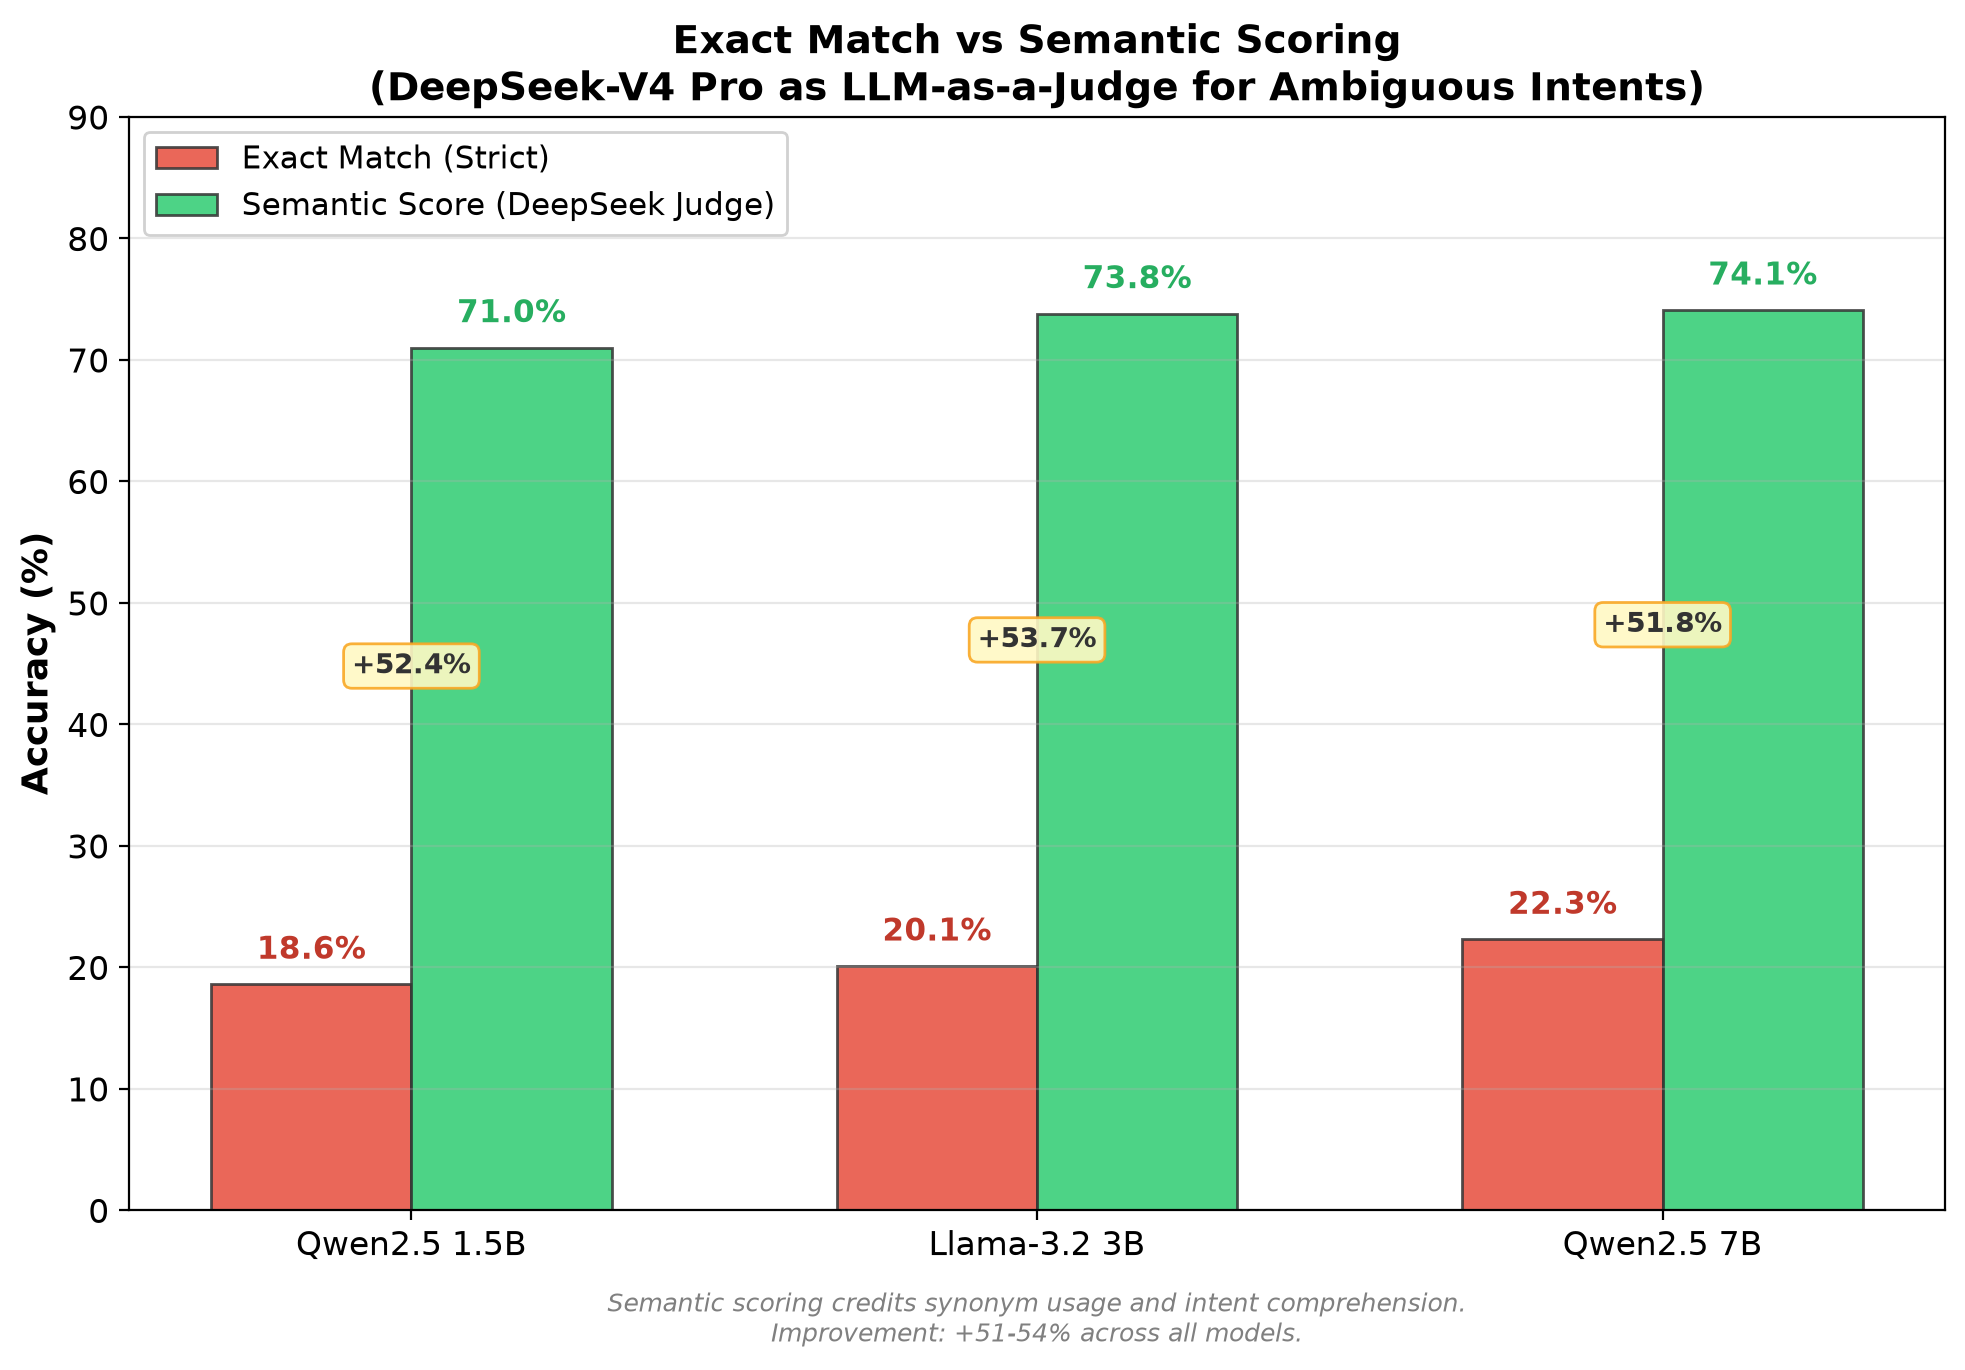 Exact Match vs Semantic Scoring
(DeepSeek-V4 Pro as LLM-as-a-Judge for Ambiguous Intents)
Exact Match (Strict)
Semantic Score (DeepSeek Judge)
Accuracy (%)
90
80
70
60
50
40
30
20
10
0
18.6%
71.0%
+52.4%
20.1%
73.8%
+53.7%
22.3%
74.1%
+51.8%
Qwen2.5 1.5B
Llama-3.2 3B
Qwen2.5 7B
Semantic scoring credits synonym usage and intent comprehension.
Improvement: +51-54% across all models.